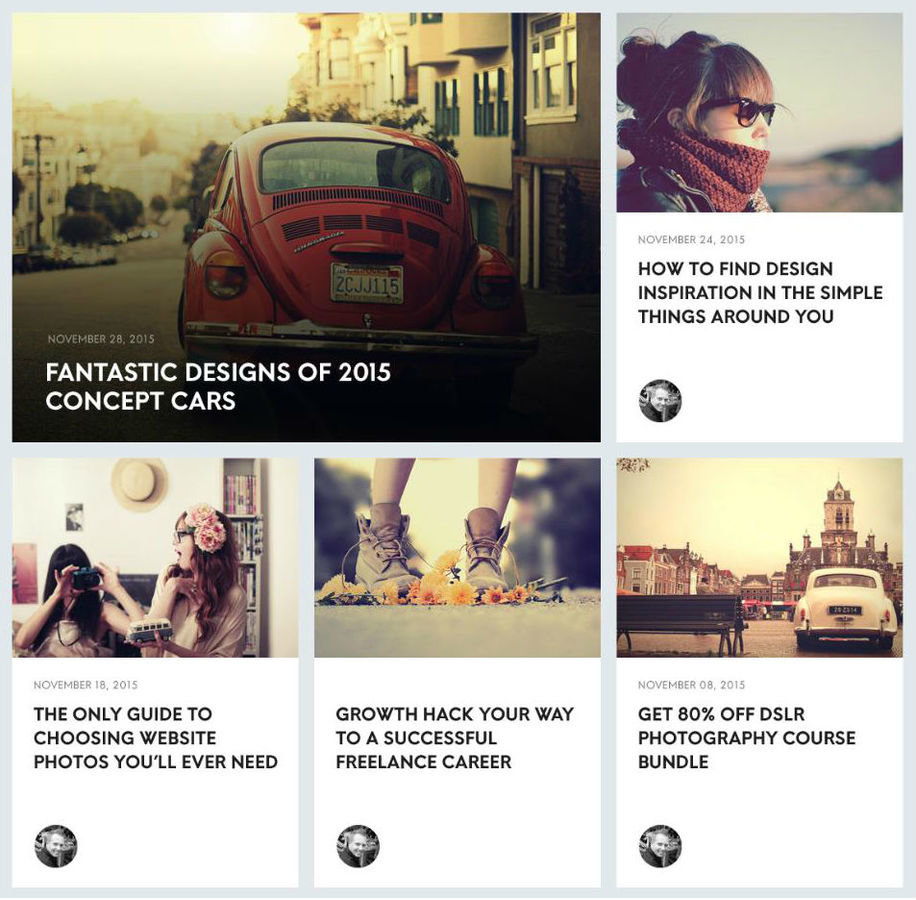 NOVEMBER 28, 2015
FANTASTIC DESIGNS OF 2015
CONCEPT CARS
2CJJ115
NOVEMBER 24, 2015
HOW TO FIND DESIGN
INSPIRATION IN THE SIMPLE
THINGS AROUND YOU
NOVEMBER 18, 2015
THE ONLY GUIDE TO
CHOOSING WEBSITE
PHOTOS YOU'LL EVER NEED
GROWTH HACK YOUR WAY
TO A SUCCESSFUL
FREELANCE CAREER
NOVEMBER 08, 2015
GET 80% OFF DSLR
PHOTOGRAPHY COURSE
BUNDLE